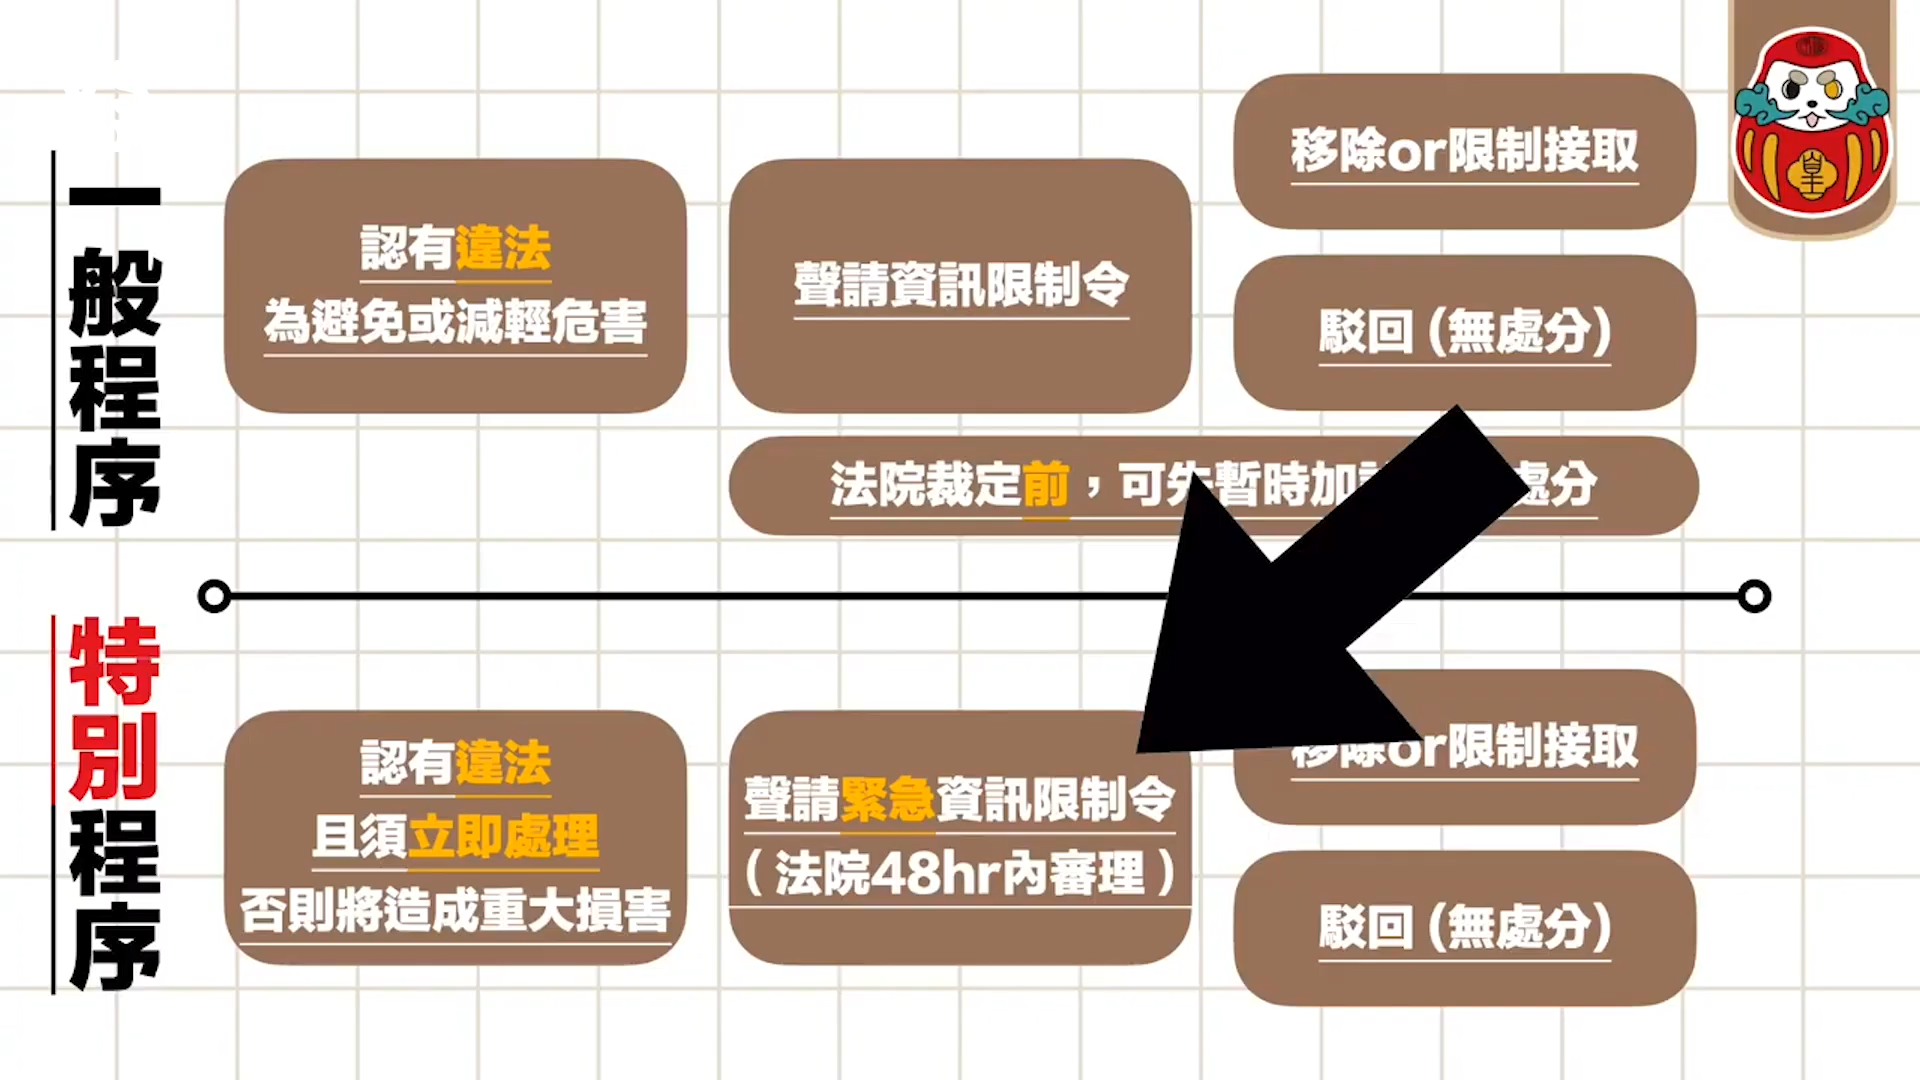 一般程序
認有違法
為避免或減輕危害
聲請資訊限制令
移除or限制接取
駁回(無處分)
法院裁定前，可先暫時加 處分
特別程序
認有違法
且須立即處理
否則將造成重大損害
聲請緊急資訊限制令
(法院48hr內審理)
移除or限制接取
駁回(無處分)